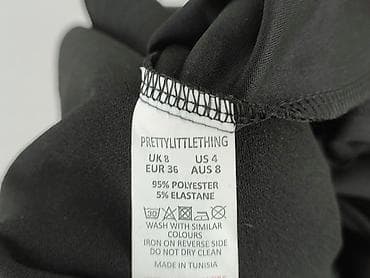 PRETTYLITTLETHING
UK 8 US 4
EUR 36 AUS 8
95% POLYESTER
5% ELASTANE
30
WASH WITH SIMILAR
COLOURS
IRON ON REVERSE SIDE
DO NOT DRY CLEAN
MADE IN TUNISIA